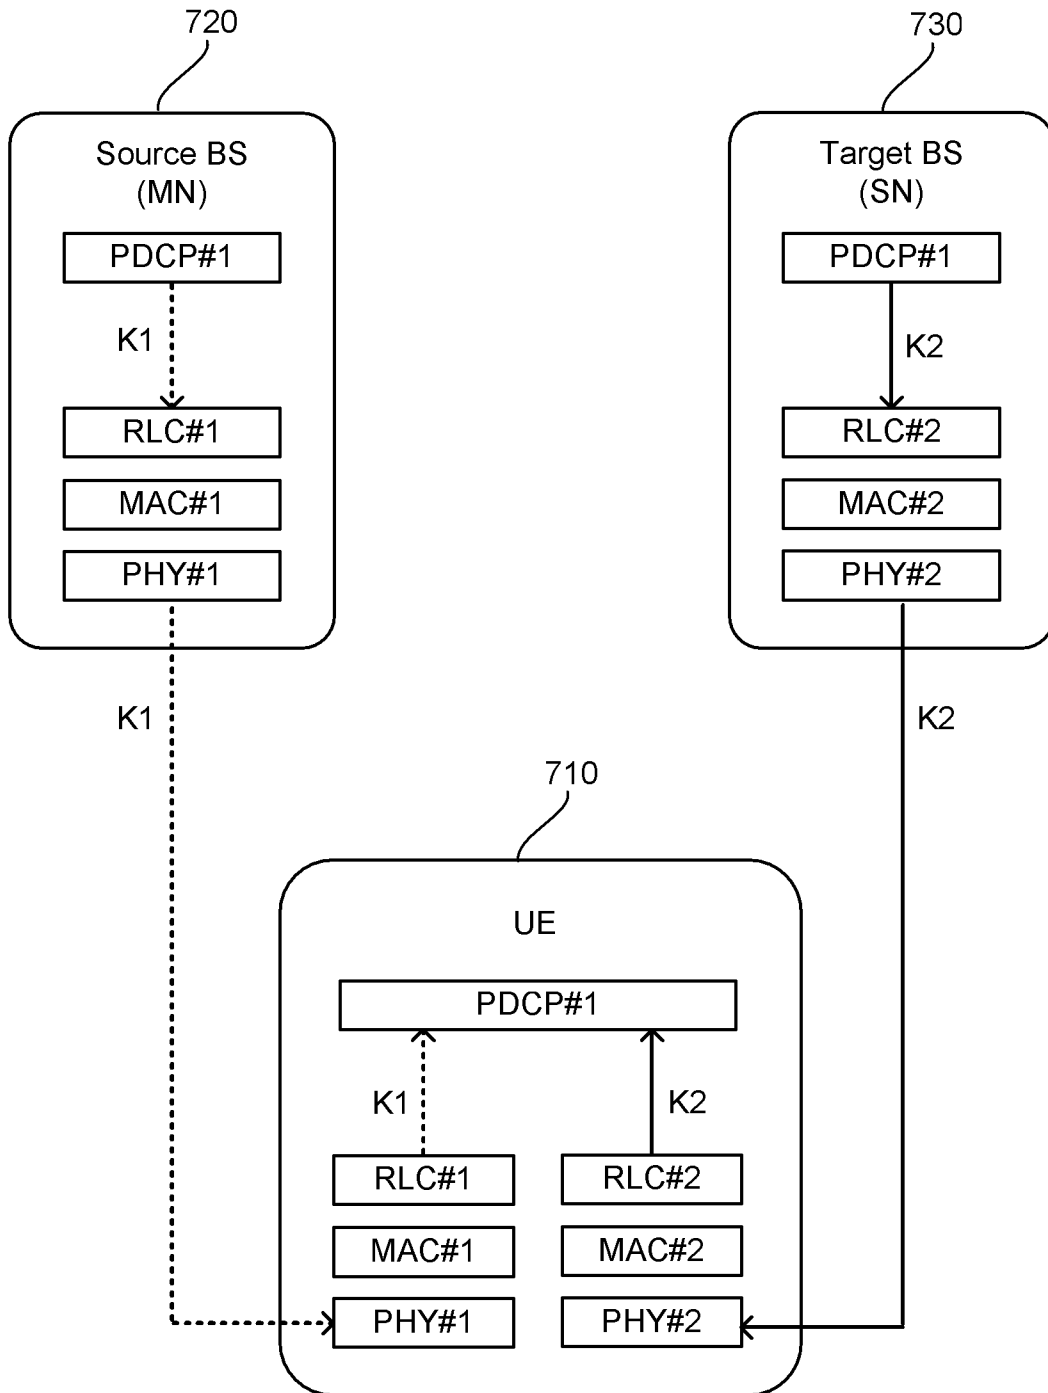 720
Source BS
(MN)
PDCP#1
K1
RLC#1
MAC#1
PHY#1
K1
730
Target BS
(SN)
PDCP#1
K2
RLC#2
MAC#2
PHY#2
K2
710
UE
PDCP#1
K1
K2
RLC#1
RLC#2
MAC#1
MAC#2
PHY#1
PHY#2